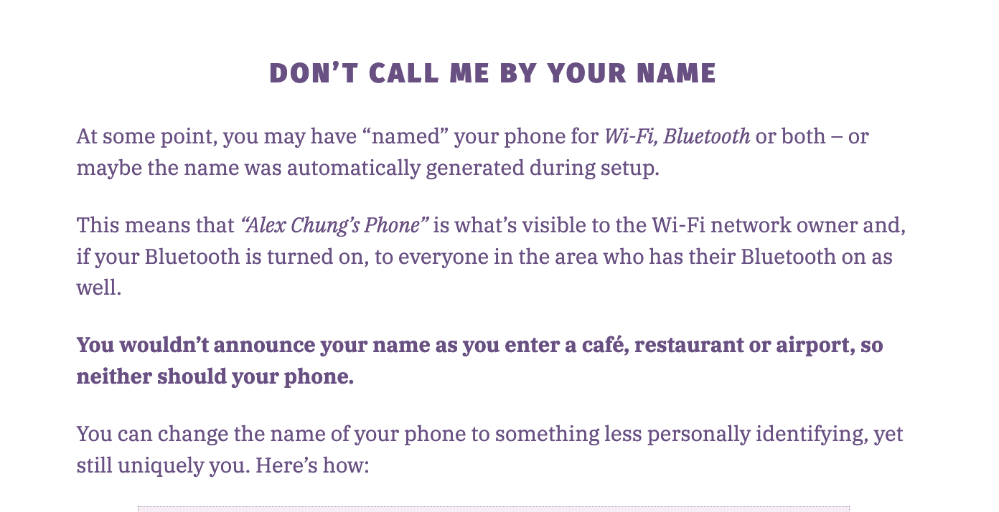 DON’T CALL ME BY YOUR NAME
At some point, you may have “named” your phone for Wi-Fi, Bluetooth or both – or
maybe the name was automatically generated during setup.
This means that “Alex Chung’s Phone” is what’s visible to the Wi-Fi network owner and,
if your Bluetooth is turned on, to everyone in the area who has their Bluetooth on as
well.
You wouldn’t announce your name as you enter a café, restaurant or airport, so
neither should your phone.
You can change the name of your phone to something less personally identifying, yet
still uniquely you. Here’s how: